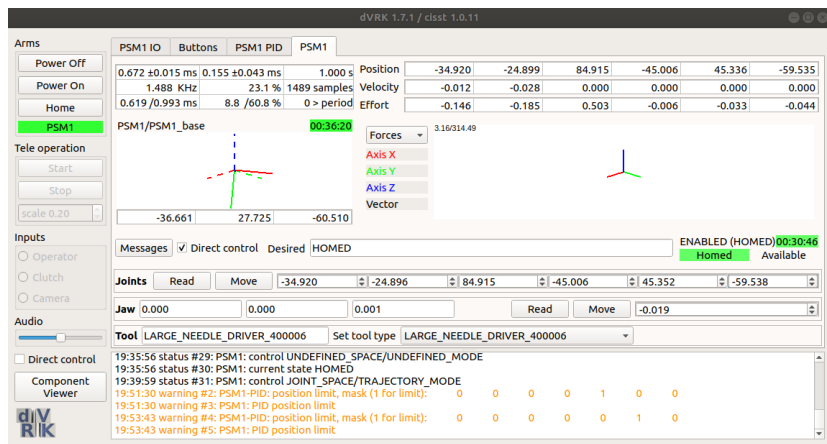 dVRK 1.7.1 / clsst 1.0.11
Arms
Power Off
Power On
Home
PSM1
Tele operation
Start
Stop
scale 0.20
Inputs
Operator
Clutch
Camera
Audio
Direct control
Component
Viewer
dV
RK
PSM1 IO Buttons PSM1 PID PSM1
0.672 ±0.015 ms 0.155 ±0.043 ms 1.000 s
1.488 KHz 23.1 % 1489 samples
0.619 /0.993 ms 8.8 /60.8 % 0 > period
Position -34.920 -24.899 84.915 -45.006 45.336 -59.535
Velocity -0.012 -0.028 0.000 0.000 0.000 0.000
Effort -0.146 -0.185 0.503 -0.006 -0.033 -0.044
PSM1/PSM1_base 00:36:20
-36.661 27.725 -60.510
Forces
Axis X
Axis Y
Axis Z
Vector
3.16/314.49
Messages Direct control Desired HOMED
ENABLED (HOMED) 00:30:46
Homed Available
Joints Read Move -34.920 -24.896 84.915 -45.006 45.352 -59.538
Jaw 0.000 0.000 0.001 Read Move -0.019
Tool LARGE_NEEDLE_DRIVER_400006 Set tool type LARGE_NEEDLE_DRIVER_400006
19:35:56 status #29: PSM1: control UNDEFINED_SPACE/UNDEFINED_MODE
19:35:56 status #30: PSM1: current state HOMED
19:39:59 status #31: PSM1: control JOINT_SPACE/TRAJECTORY_MODE
19:51:30 warning #2: PSM1-PID: position limit, mask (1 for limit): 0 0 0 0 1 0 0
19:51:30 warning #3: PSM1: PID position limit
19:53:43 warning #4: PSM1-PID: position limit, mask (1 for limit): 0 0 0 0 0 1 0
19:53:43 warning #5: PSM1: PID position limit